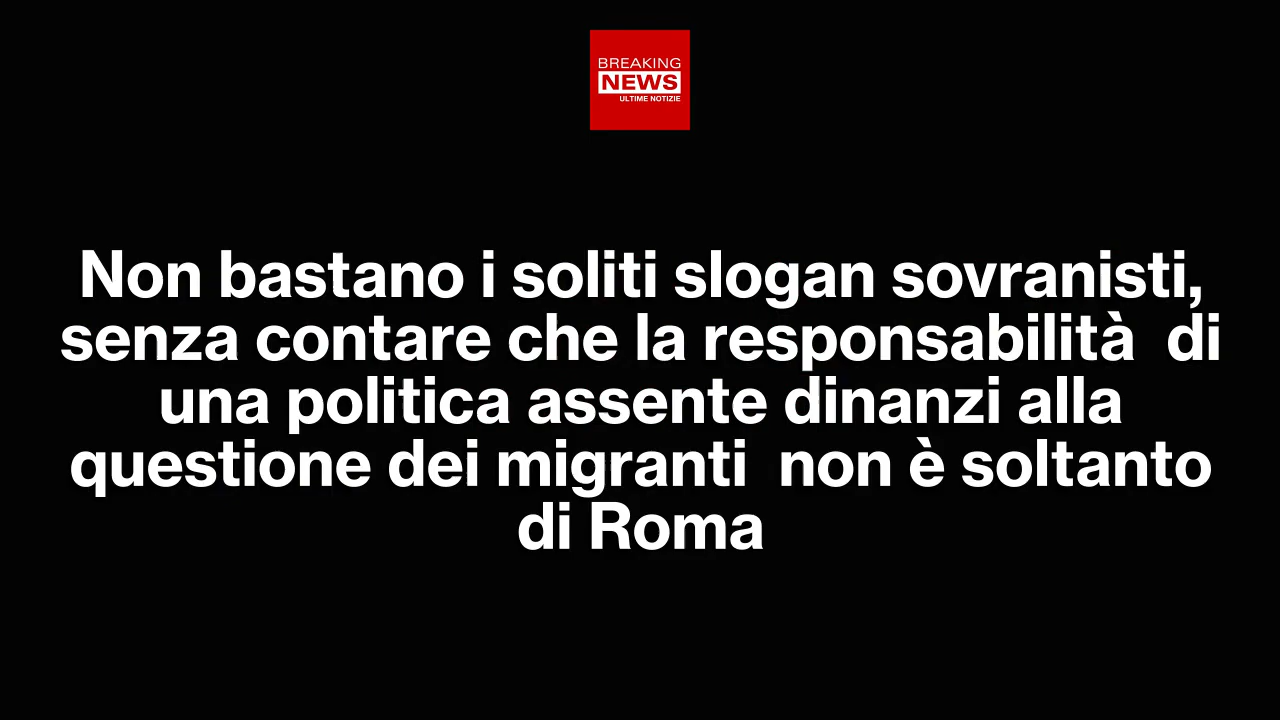 BREAKING
NEWS
ULTIME NOTIZIE
Non bastano i soliti slogan sovranisti,
senza contare che la responsabilità  di
una politica assente dinanzi alla
questione dei migranti  non è soltanto
di Roma